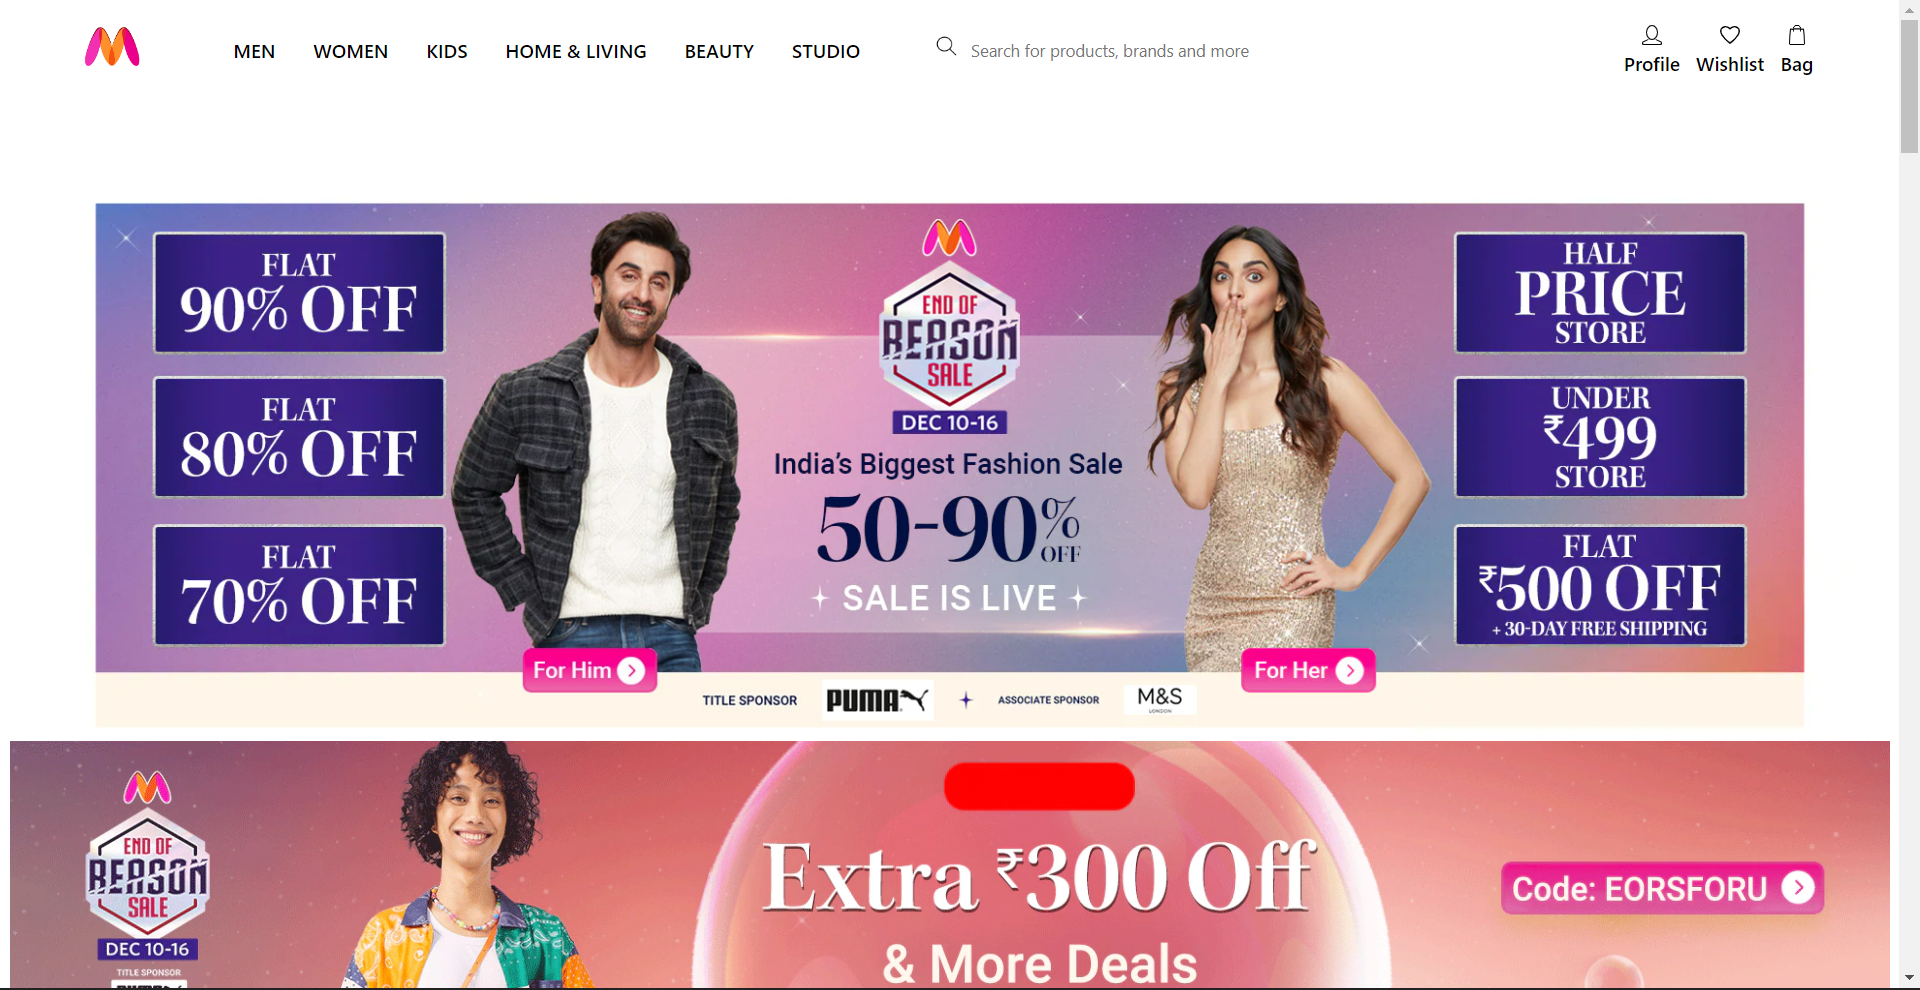 MEN WOMEN KIDS HOME & LIVING BEAUTY STUDIO Search for products, brands and more Profile Wishlist Bag
FLAT
90% OFF
FLAT
80% OFF
FLAT
70% OFF
END OF
REASON
SALE
DEC 10-16
India's Biggest Fashion Sale
50-90% OFF
SALE IS LIVE
HALF
PRICE
STORE
UNDER
₹499
STORE
FLAT
₹500 OFF
+ 30-DAY FREE SHIPPING
For Him
For Her
TITLE SPONSOR PUMA ASSOCIATE SPONSOR M&S
LONDON
END OF
REASON
SALE
DEC 10-16
TITLE SPONSOR
PUMA
Extra ₹300 Off
& More Deals
Code: EORSFORU